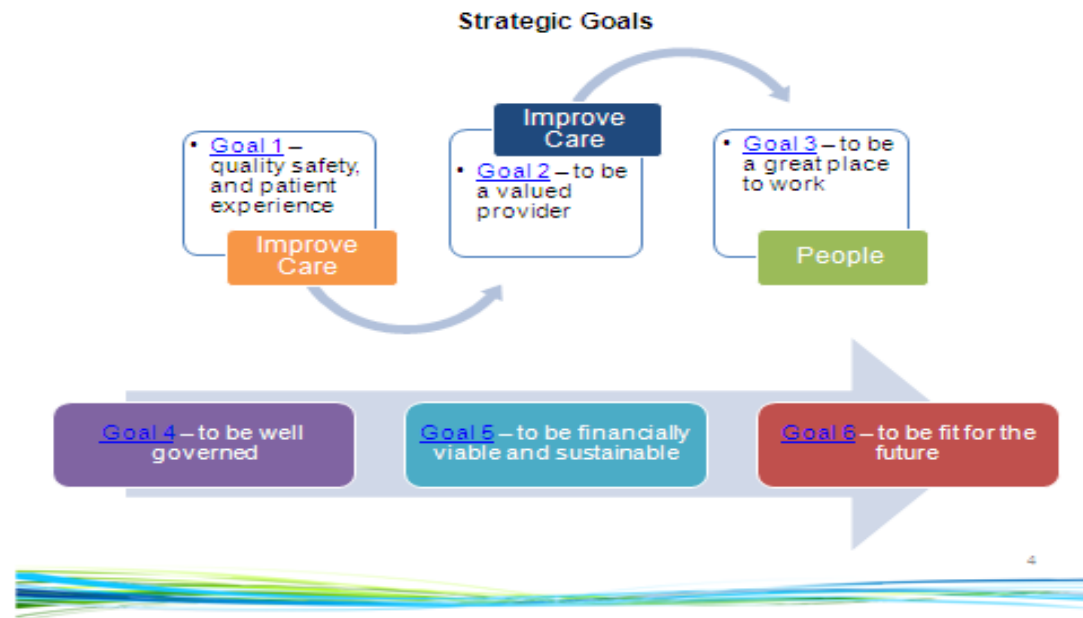 Strategic Goals
• Goal 1 –
quality safety,
and patient
experience
Improve
Care
Improve
Care
• Goal 2 – to be
a valued
provider
• Goal 3 – to be
a great place
to work
People
Goal 4 – to be well
governed
Goal 5 – to be financially
viable and sustainable
Goal 6 – to be fit for the
future
4